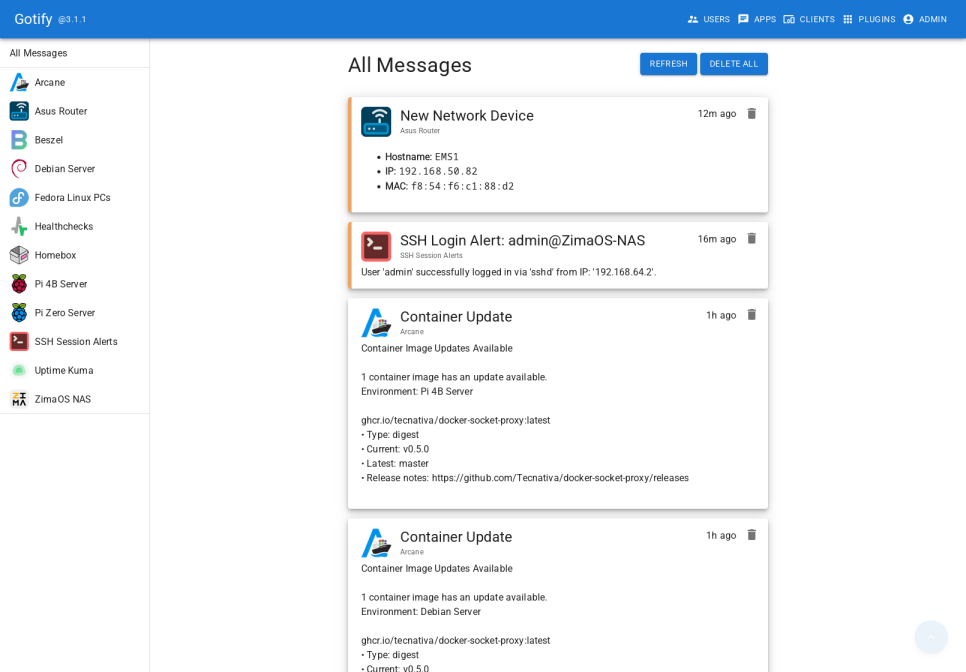 Gotify @3.1.1
USERS APPS CLIENTS PLUGINS ADMIN
All Messages
Arcane
Asus Router
Beszel
Debian Server
Fedora Linux PCs
Healthchecks
Homebox
Pi 4B Server
Pi Zero Server
SSH Session Alerts
Uptime Kuma
ZimaOS NAS
All Messages
REFRESH DELETE ALL
New Network Device 12m ago
Asus Router
• Hostname: EMS1
• IP: 192.168.50.82
• MAC: f8:54:f6:c1:88:d2
SSH Login Alert: admin@ZimaOS-NAS 16m ago
SSH Session Alerts
User 'admin' successfully logged in via 'sshd' from IP: '192.168.64.2'.
Container Update 1h ago
Arcane
Container Image Updates Available
1 container image has an update available.
Environment: Pi 4B Server
ghcr.io/tecnativa/docker-socket-proxy:latest
• Type: digest
• Current: v0.5.0
• Latest: master
• Release notes: https://github.com/Tecnativa/docker-socket-proxy/releases
Container Update 1h ago
Arcane
Container Image Updates Available
1 container image has an update available.
Environment: Debian Server
ghcr.io/tecnativa/docker-socket-proxy:latest
• Type: digest
• Current: v0.5.0